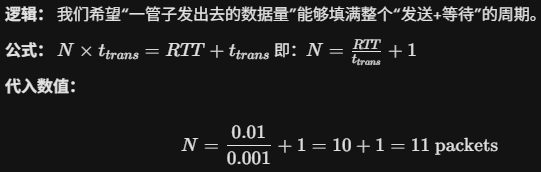 逻辑： 我们希望“一管子发出去的数据量”能够填满整个“发送+等待”的周期。
公式： N × t_trans = RTT + t_trans 即：N = RTT/t_trans + 1
代入数值：
N = 0.01/0.001 + 1 = 10 + 1 = 11 packets